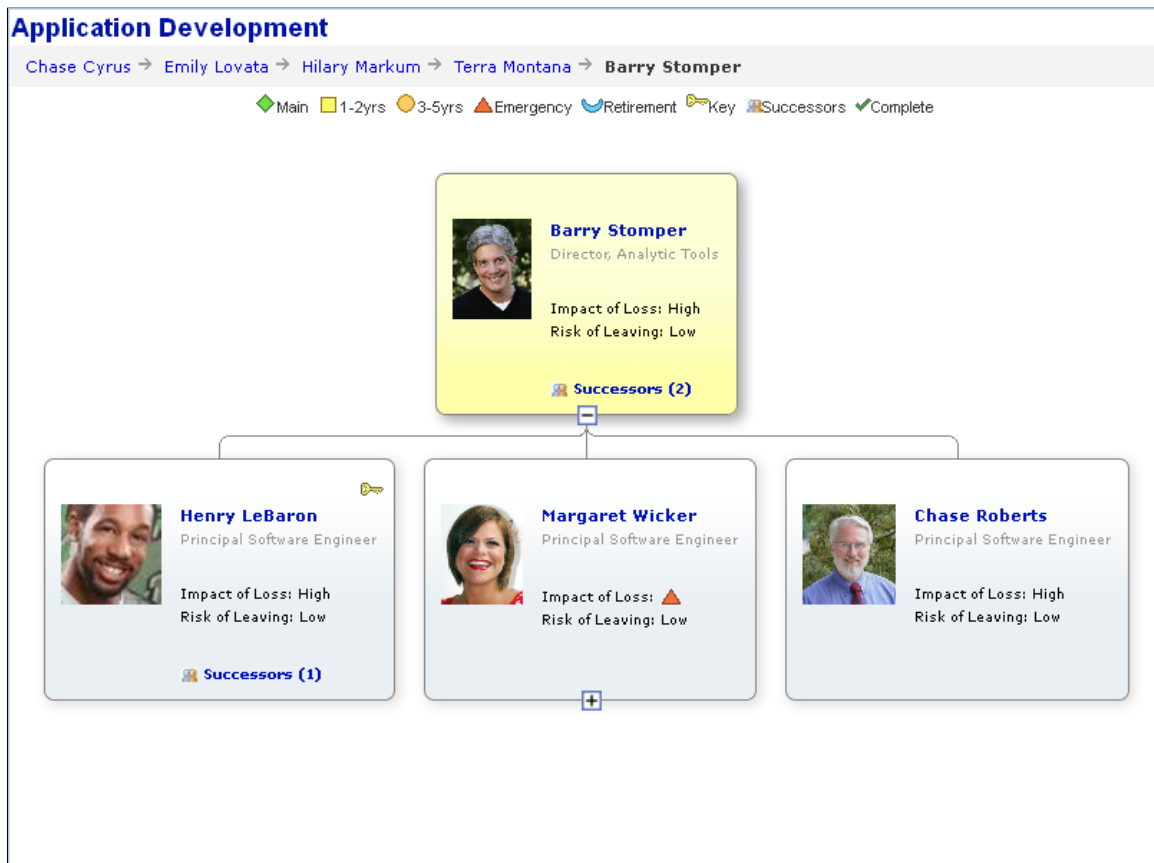 Application Development
Chase Cyrus → Emily Lovata → Hilary Markum → Terra Montana → Barry Stomper
Main 1-2yrs 3-5yrs Emergency Retirement Key Successors Complete
Barry Stomper
Director, Analytic Tools
Impact of Loss: High
Risk of Leaving: Low
Successors (2)
Henry LeBaron
Principal Software Engineer
Impact of Loss: High
Risk of Leaving: Low
Successors (1)
Margaret Wicker
Principal Software Engineer
Impact of Loss:
Risk of Leaving: Low
Chase Roberts
Principal Software Engineer
Impact of Loss: High
Risk of Leaving: Low